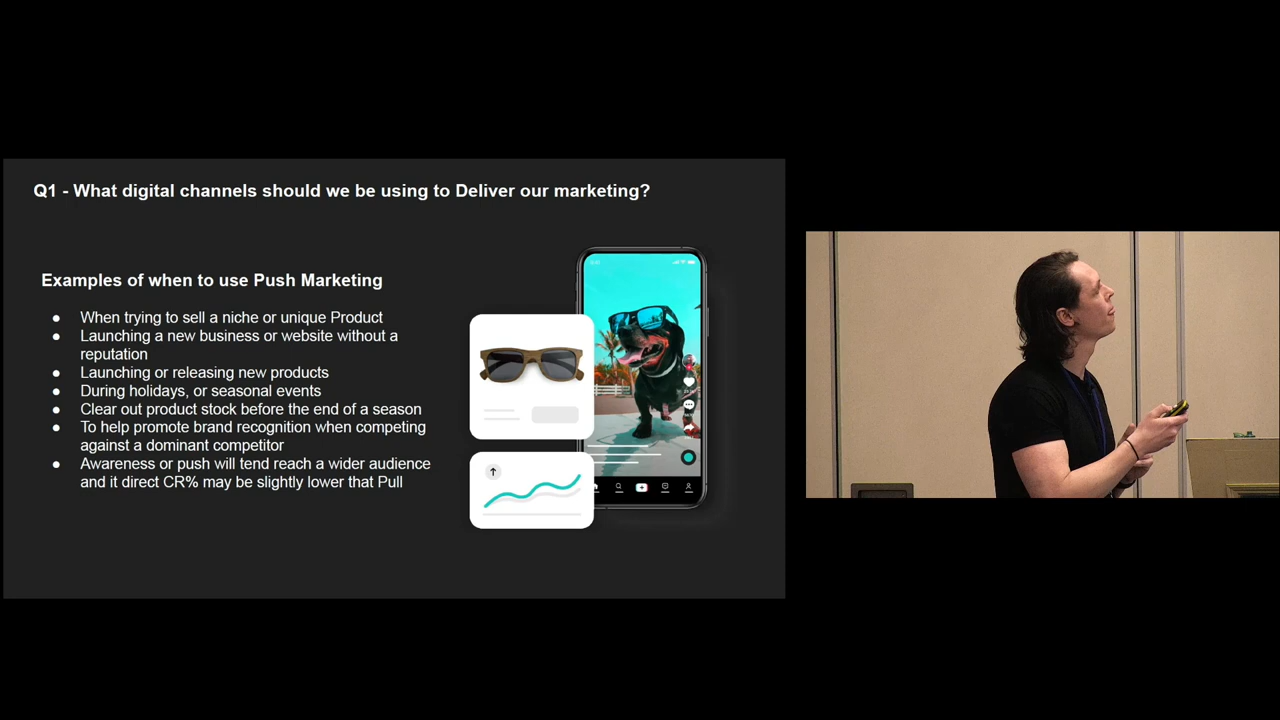 Q1 - What digital channels should we be using to Deliver our marketing?
Examples of when to use Push Marketing
● When trying to sell a niche or unique Product
● Launching a new business or website without a
reputation
● Launching or releasing new products
● During holidays, or seasonal events
● Clear out product stock before the end of a season
● To help promote brand recognition when competing
against a dominant competitor
● Awareness or push will tend reach a wider audience
and it direct CR% may be slightly lower that Pull